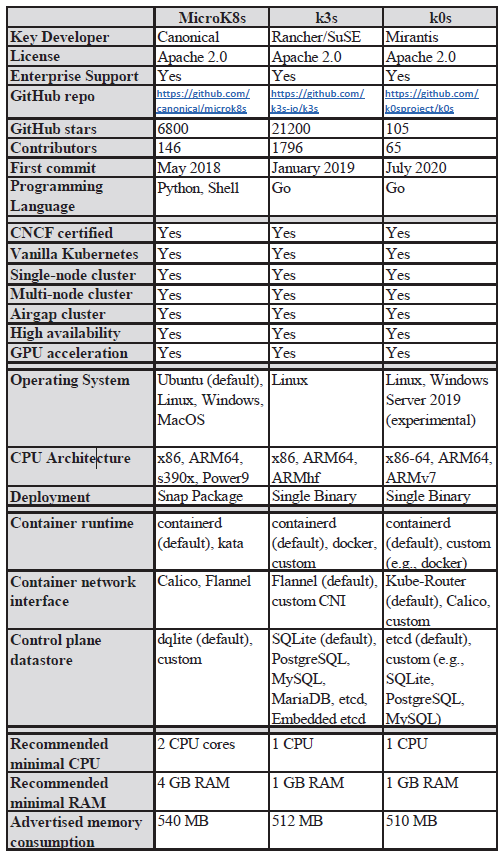 MicroK8s k3s k0s
Key Developer Canonical Rancher/SuSE Mirantis
License Apache 2.0 Apache 2.0 Apache 2.0
Enterprise Support Yes Yes Yes
GitHub repo https://github.com/ https://github.com/ https://github.com/
canonical/microk8s k3s-io/k3s k0sproject/k0s
GitHub stars 6800 21200 105
Contributors 146 1796 65
First commit May 2018 January 2019 July 2020
Programming Python, Shell Go Go
Language
CNCF certified Yes Yes Yes
Vanilla Kubernetes Yes Yes Yes
Single-node cluster Yes Yes Yes
Multi-node cluster Yes Yes Yes
Airgap cluster Yes Yes Yes
High availability Yes Yes Yes
GPU acceleration Yes Yes Yes
Operating System Ubuntu (default), Linux Linux, Windows
Linux, Windows, Server 2019
MacOS (experimental)
CPU Architecture x86, ARM64, x86, ARM64, x86-64, ARM64,
s390x, Power9 ARMhf ARMv7
Deployment Snap Package Single Binary Single Binary
Container runtime containerd containerd containerd
(default), kata (default), docker, (default), custom
custom (e.g., docker)
Container network Calico, Flannel Flannel (default), Kube-Router
interface custom CNI (default), Calico,
custom
Control plane dqlite (default), SQLite (default), etcd (default),
datastore custom PostgreSQL, custom (e.g.,
MySQL, SQLite,
MariaDB, etcd, PostgreSQL,
Embedded etcd MySQL)
Recommended 2 CPU cores 1 CPU 1 CPU
minimal CPU
Recommended 4 GB RAM 1 GB RAM 1 GB RAM
minimal RAM
Advertised memory 540 MB 512 MB 510 MB
consumption